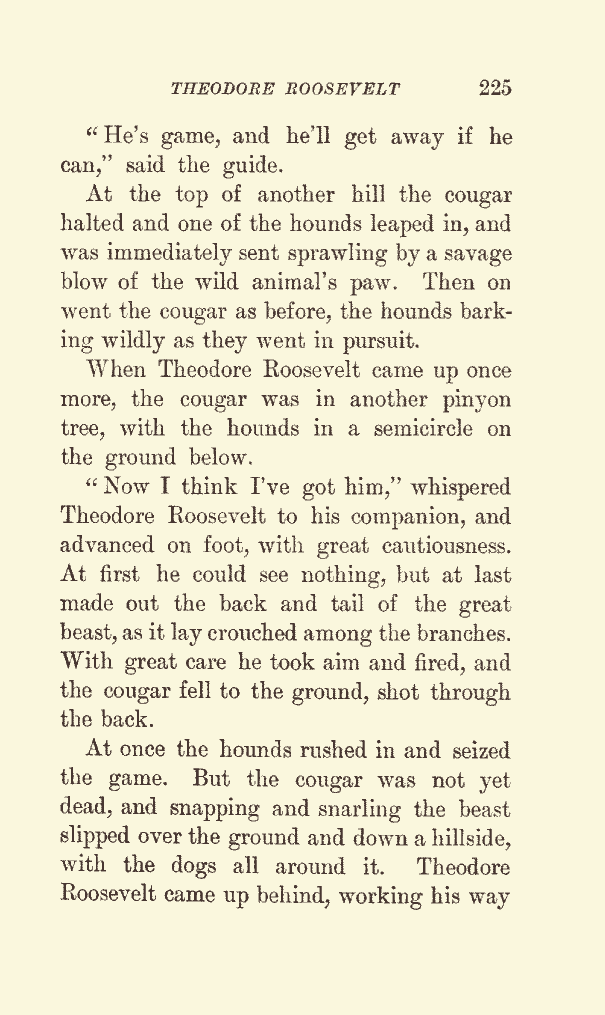 THEODORE ROOSEVELT 225
“ He’s game, and he’ll get away if he
can,” said the guide.
At the top of another hill the cougar
halted and one of the hounds leaped in, and
was immediately sent sprawling by a savage
blow of the wild animal’s paw. Then on
went the cougar as before, the hounds bark-
ing wildly as they went in pursuit.
When Theodore Roosevelt came up once
more, the cougar was in another pinyon
tree, with the hounds in a semicircle on
the ground below.
“ Now I think I’ve got him,” whispered
Theodore Roosevelt to his companion, and
advanced on foot, with great cautiousness.
At first he could see nothing, but at last
made out the back and tail of the great
beast, as it lay crouched among the branches.
With great care he took aim and fired, and
the cougar fell to the ground, shot through
the back.
At once the hounds rushed in and seized
the game. But the cougar was not yet
dead, and snapping and snarling the beast
slipped over the ground and down a hillside,
with the dogs all around it. Theodore
Roosevelt came up behind, working his way